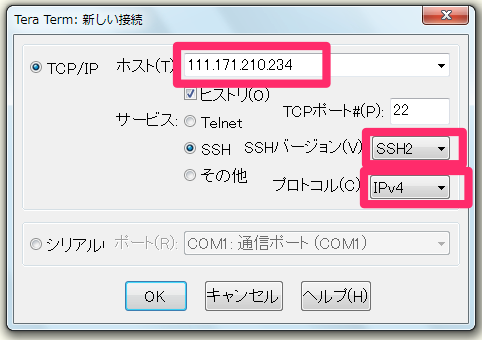 Tera Term: 新しい接続
TCP/IP ホスト(T) 111.171.210.234
ヒストリ(O)
サービス: Telnet TCPポート#(P): 22
SSH SSHバージョン(V) SSH2
その他 プロトコル(C) IPv4
シリアル ポート(R): COM1: 通信ポート (COM1)
OK キャンセル ヘルプ(H)